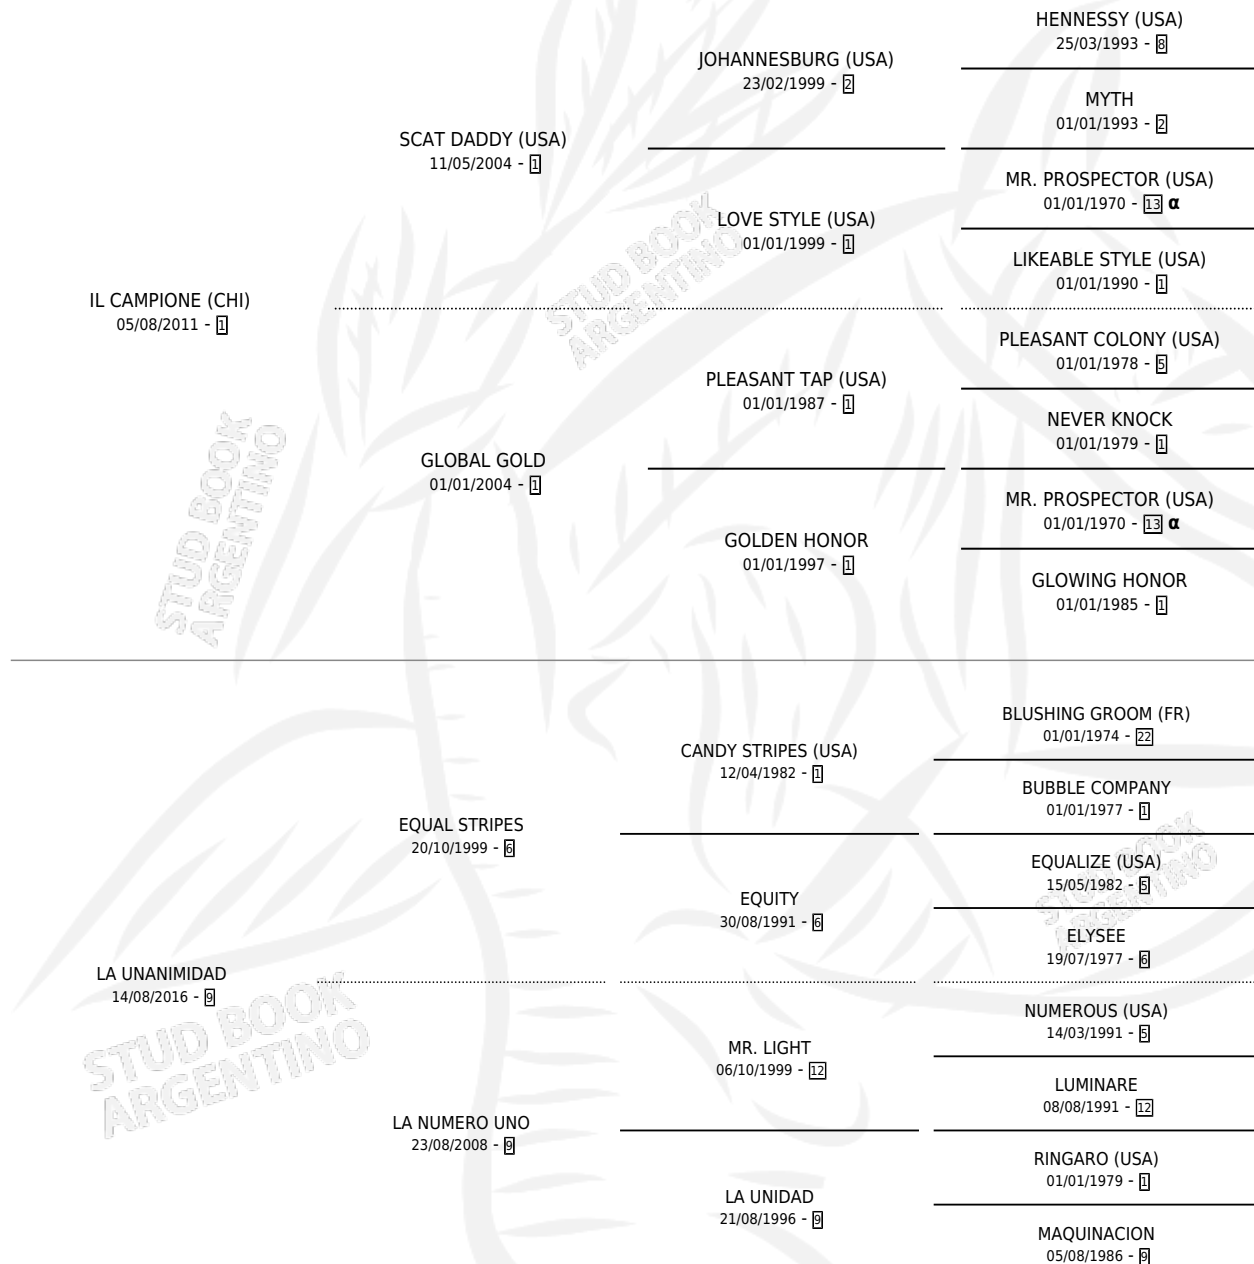 HENNESSY (USA)
25/03/1993 - 8
JOHANNESBURG (USA)
23/02/1999 - 2
MYTH
01/01/1993 - 2
SCAT DADDY (USA)
11/05/2004 - 1
MR. PROSPECTOR (USA)
01/01/1970 - 13 α
LOVE STYLE (USA)
01/01/1999 - 1
LIKEABLE STYLE (USA)
01/01/1990 - 1
IL CAMPIONE (CHI)
05/08/2011 - 1
PLEASANT COLONY (USA)
01/01/1978 - 5
PLEASANT TAP (USA)
01/01/1987 - 1
NEVER KNOCK
01/01/1979 - 1
GLOBAL GOLD
01/01/2004 - 1
MR. PROSPECTOR (USA)
01/01/1970 - 13 α
GOLDEN HONOR
01/01/1997 - 1
GLOWING HONOR
01/01/1985 - 1
BLUSHING GROOM (FR)
01/01/1974 - 22
CANDY STRIPES (USA)
12/04/1982 - 1
BUBBLE COMPANY
01/01/1977 - 1
EQUAL STRIPES
20/10/1999 - 6
EQUALIZE (USA)
15/05/1982 - 5
EQUITY
30/08/1991 - 6
ELYSEE
19/07/1977 - 6
LA UNANIMIDAD
14/08/2016 - 9
NUMEROUS (USA)
14/03/1991 - 5
MR. LIGHT
06/10/1999 - 12
LUMINARE
08/08/1991 - 12
LA NUMERO UNO
23/08/2008 - 9
RINGARO (USA)
01/01/1979 - 1
LA UNIDAD
21/08/1996 - 9
MAQUINACION
05/08/1986 - 9
STUD BOOK
ARGENTINO
STUD BOOK
ARGENTINO
STUD BOOK
ARGENTINO
STUD BOOK
ARGENTINO